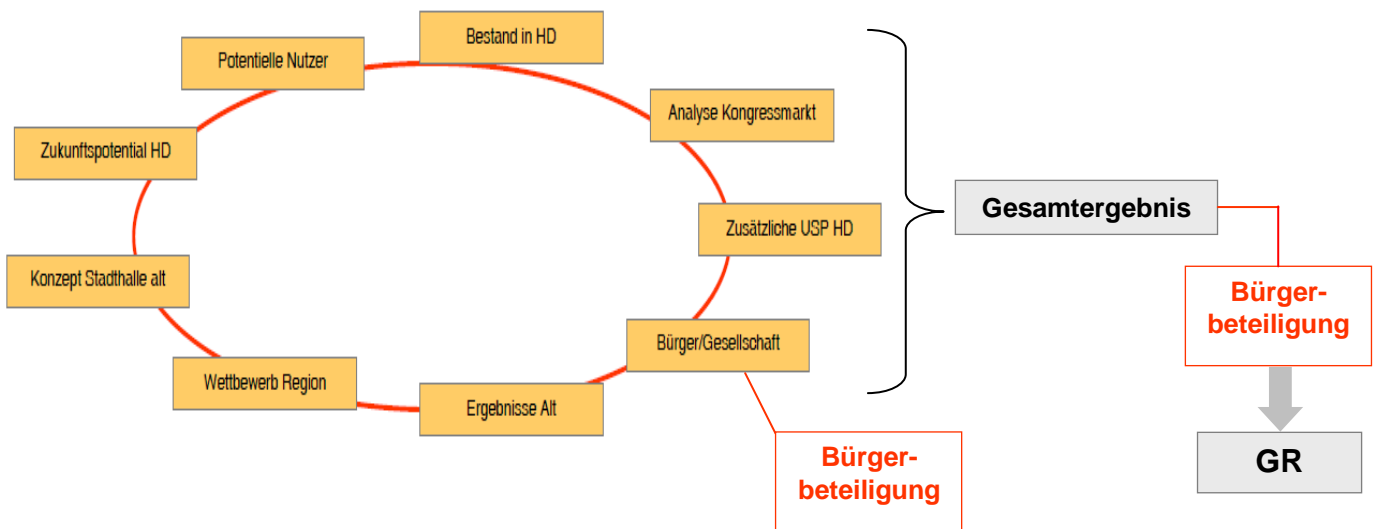 Bestand in HD
Potentielle Nutzer
Analyse Kongressmarkt
Zukunftspotential HD
Zusätzliche USP HD
Konzept Stadthalle alt
Bürger/Gesellschaft
Wettbewerb Region
Ergebnisse Alt
Bürger-
beteiligung
Gesamtergebnis
Bürger-
beteiligung
GR